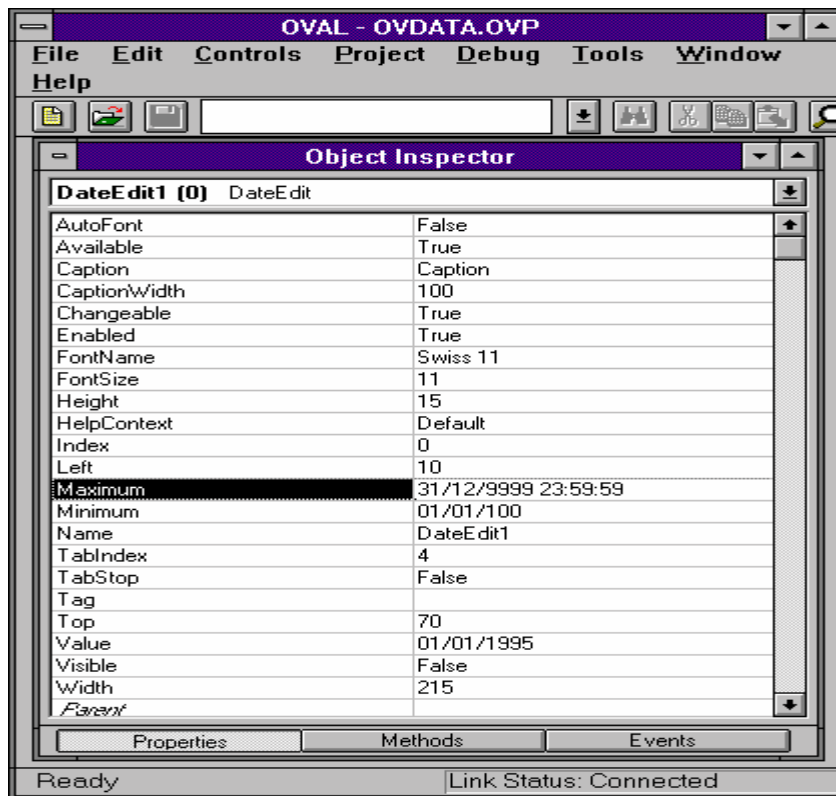 OVAL - OVDATA.OVP
File Edit Controls Project Debug Tools Window
Help
Object Inspector
DateEdit1 (0) DateEdit
AutoFont False
Available True
Caption Caption
CaptionWidth 100
Changeable True
Enabled True
FontName Swiss 11
FontSize 11
Height 15
HelpContext Default
Index 0
Left 10
Maximum 31/12/9999 23:59:59
Minimum 01/01/100
Name DateEdit1
TabIndex 4
TabStop False
Tag
Top 70
Value 01/01/1995
Visible False
Width 215
Parent
Properties Methods Events
Ready Link Status: Connected